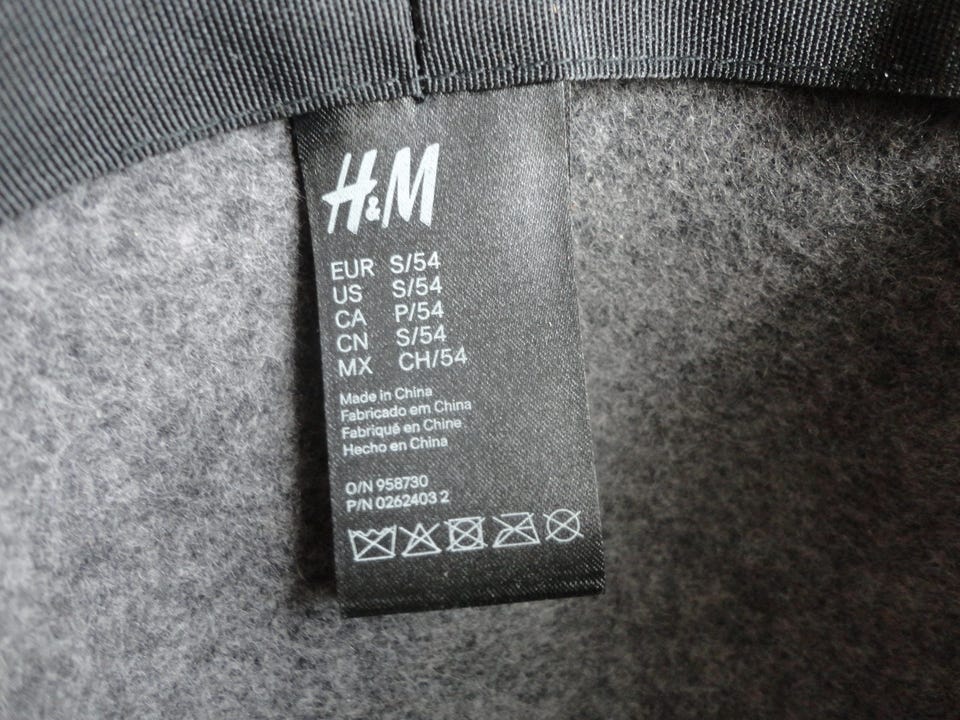 H&M
EUR S/54
US S/54
CA P/54
CN S/54
MX CH/54
Made in China
Fabricado em China
Fabriqué en Chine
Hecho en China
O/N 958730
P/N 0262403 2